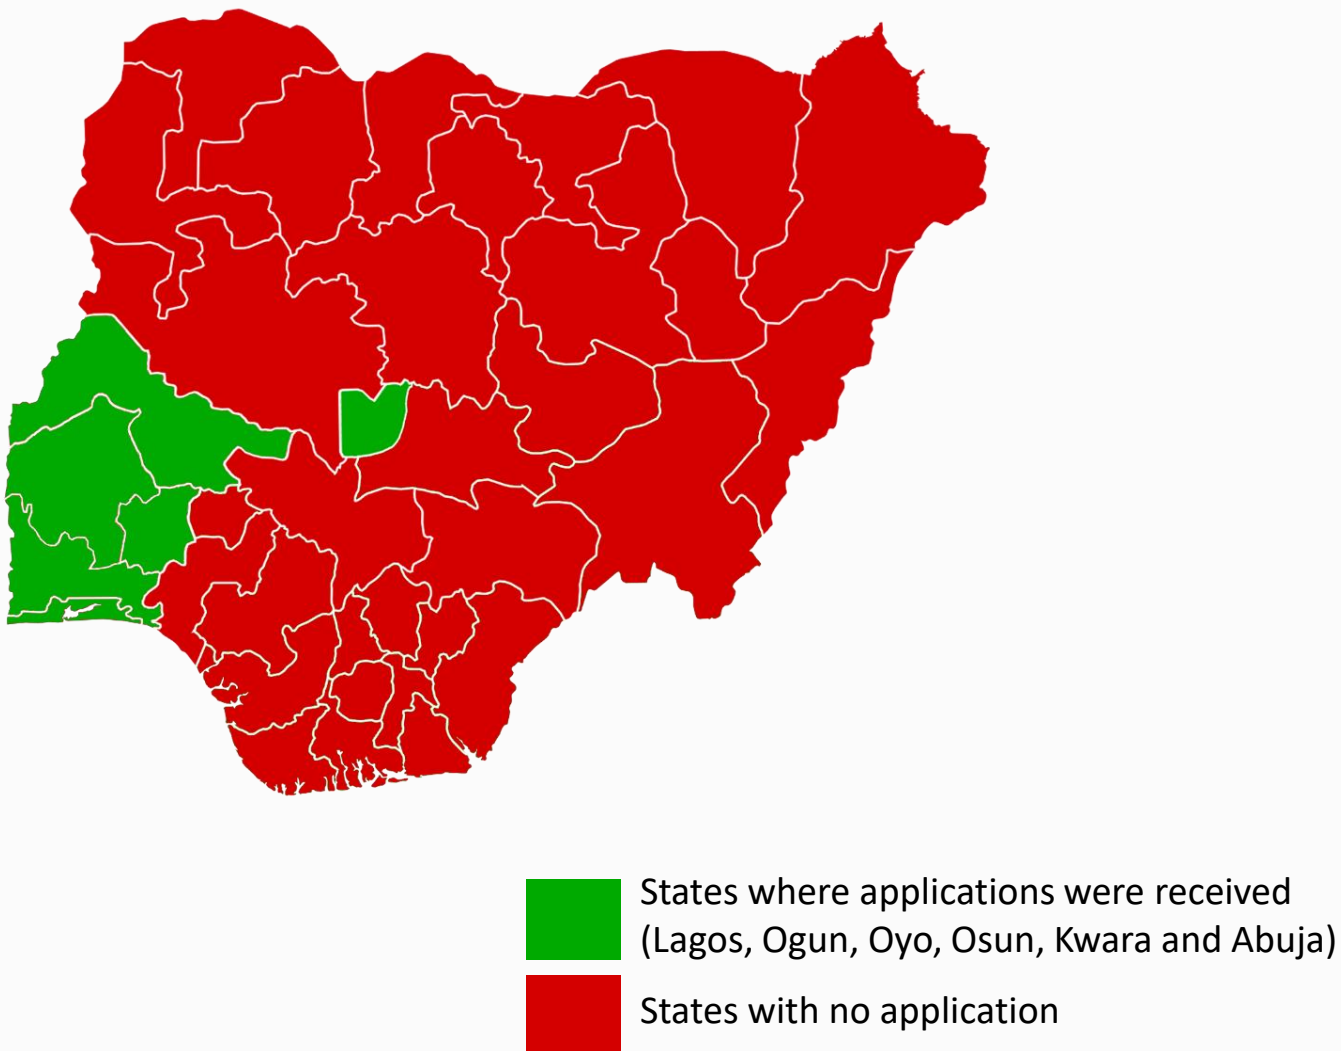 States where applications were received
(Lagos, Ogun, Oyo, Osun, Kwara and Abuja)
States with no application